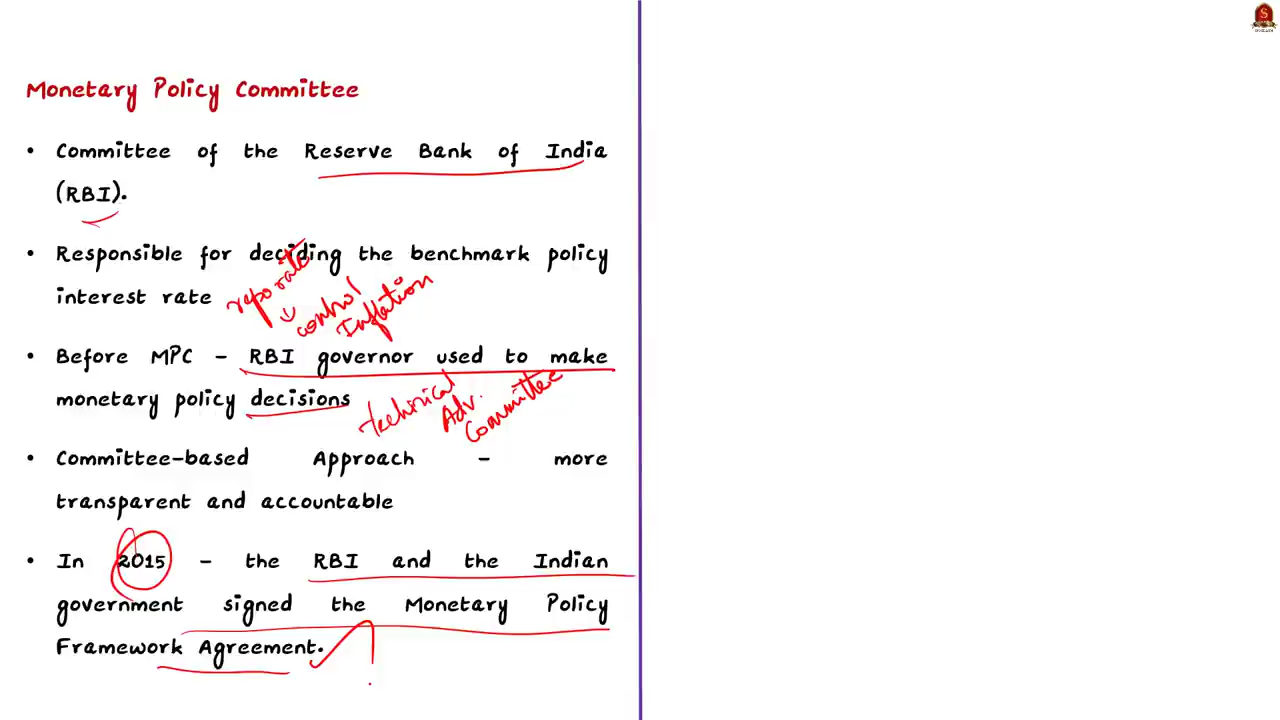 Monetary Policy Committee
• Committee of the Reserve Bank of India
(RBI).
• Responsible for deciding the benchmark policy
interest rate
repo rate
control
Inflation
• Before MPC - RBI governor used to make
monetary policy decisions
Technical
Adv.
Committee
• Committee-based Approach - more
transparent and accountable
• In 2015 - the RBI and the Indian
government signed the Monetary Policy
Framework Agreement.